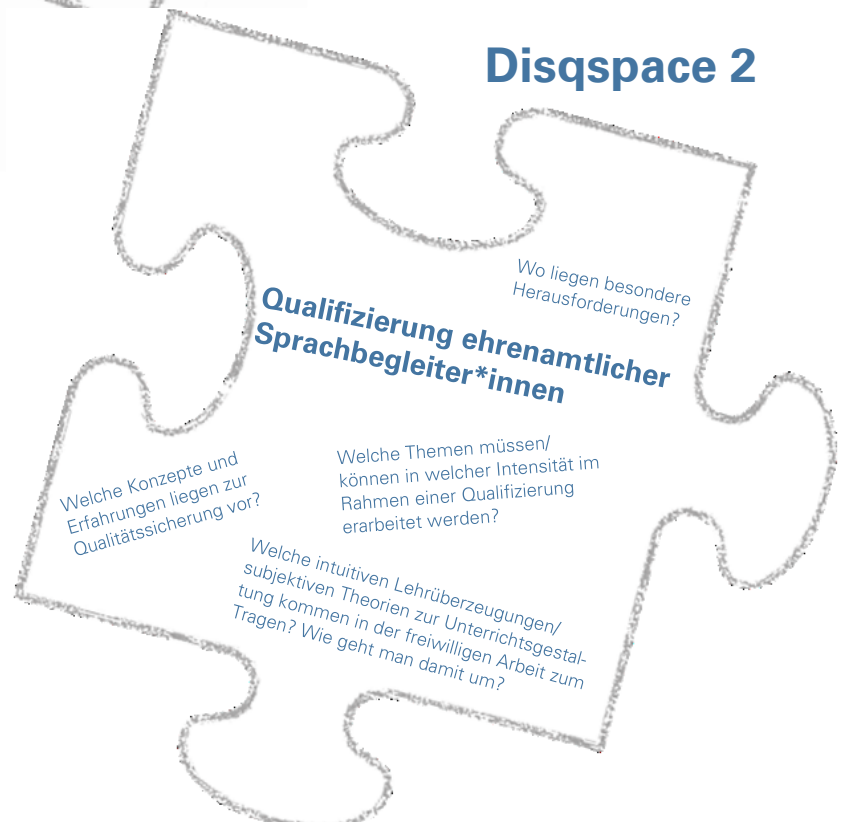 Disqspace 2
Wo liegen besondere
Herausforderungen?
Qualifizierung ehrenamtlicher
Sprachbegleiter*innen
Welche Themen müssen/
können in welcher Intensität im
Rahmen einer Qualifizierung
erarbeitet werden?
Welche Konzepte und
Erfahrungen liegen zur
Qualitätssicherung vor?
Welche intuitiven Lehrüberzeugungen/
subjektiven Theorien zur Unterrichtsgestal-
tung kommen in der freiwilligen Arbeit zum
Tragen? Wie geht man damit um?